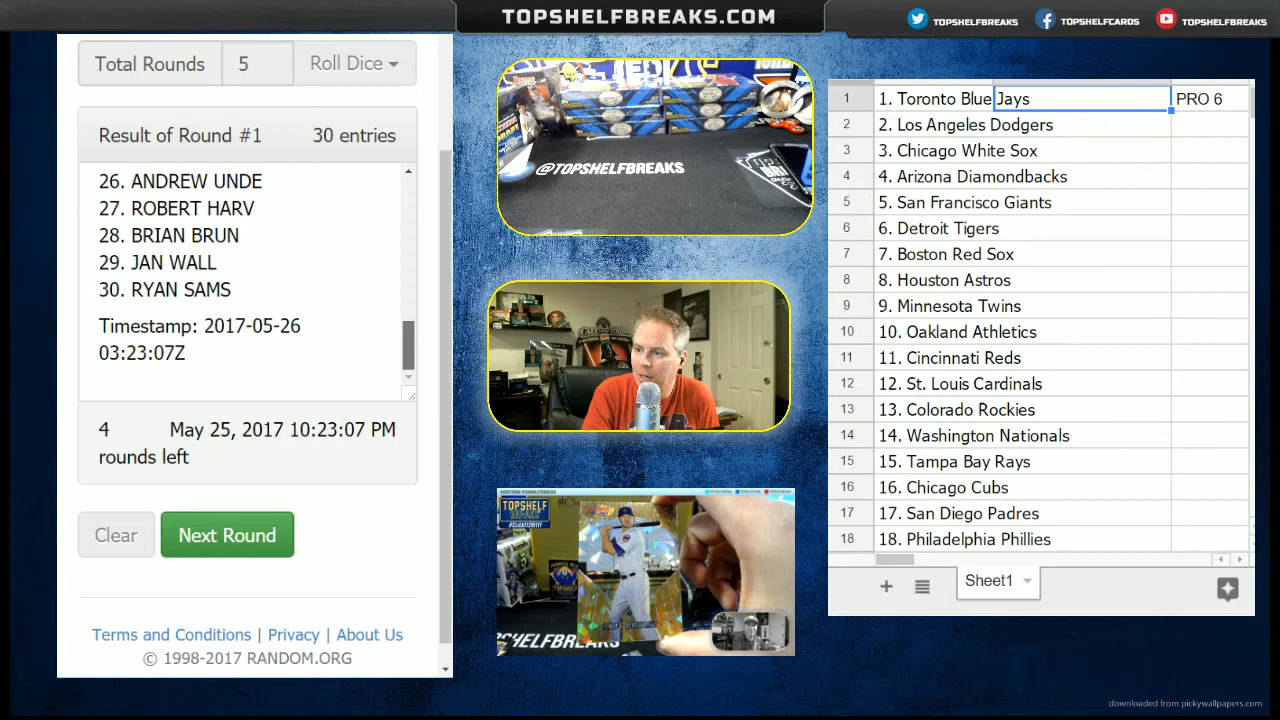 TOPSHELFBREAKS.COM
TOPSHELFBREAKS
TOPSHELFCARDS
TOPSHELFBREAKS
Total Rounds
5
Roll Dice
Result of Round #1
30 entries
26. ANDREW UNDE
27. ROBERT HARV
28. BRIAN BRUN
29. JAN WALL
30. RYAN SAMS
Timestamp: 2017-05-26
03:23:07Z
4
rounds left
May 25, 2017 10:23:07 PM
Clear
Next Round
Terms and Conditions | Privacy | About Us
© 1998-2017 RANDOM.ORG
@TOPSHELFBREAKS
TOPSHELF
BREAKS
1
1. Toronto Blue Jays
PRO 6
2
2. Los Angeles Dodgers
3
3. Chicago White Sox
4
4. Arizona Diamondbacks
5
5. San Francisco Giants
6
6. Detroit Tigers
7
7. Boston Red Sox
8
8. Houston Astros
9
9. Minnesota Twins
10
10. Oakland Athletics
11
11. Cincinnati Reds
12
12. St. Louis Cardinals
13
13. Colorado Rockies
14
14. Washington Nationals
15
15. Tampa Bay Rays
16
16. Chicago Cubs
17
17. San Diego Padres
18
18. Philadelphia Phillies
Sheet1
downloaded from pickywallpapers.com